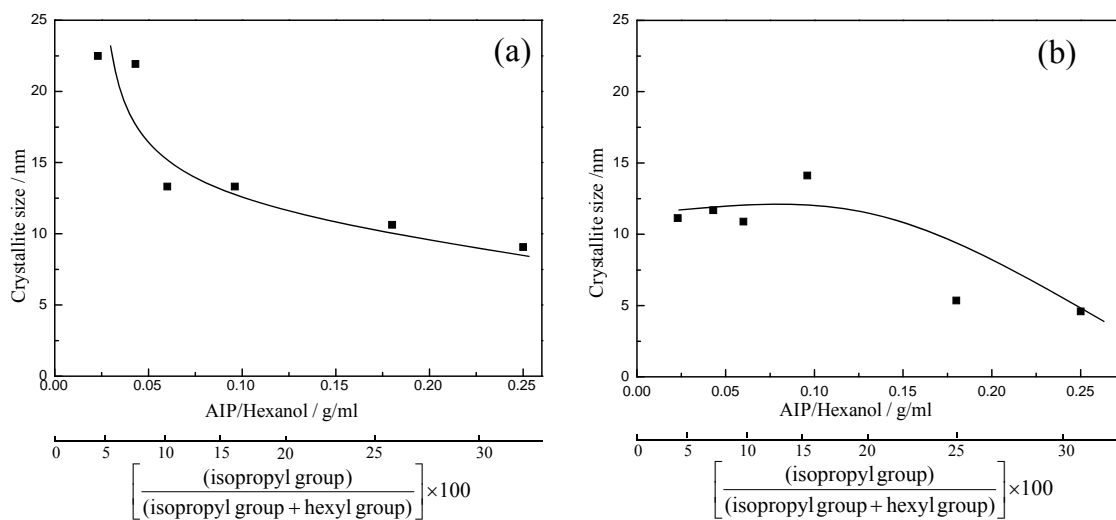 (a)
25
20
15
10
5
0
Crystallite size / nm
0.00 0.05 0.10 0.15 0.20 0.25
AIP/Hexanol / g/ml
0 5 10 15 20 25 30
[(isopropyl group) / (isopropyl group + hexyl group)] ×100
(b)
25
20
15
10
5
0
Crystallite size /nm
0.00 0.05 0.10 0.15 0.20 0.25
AIP/Hexanol / g/ml
0 5 10 15 20 25 30
[(isopropyl group) / (isopropyl group + hexyl group)] ×100